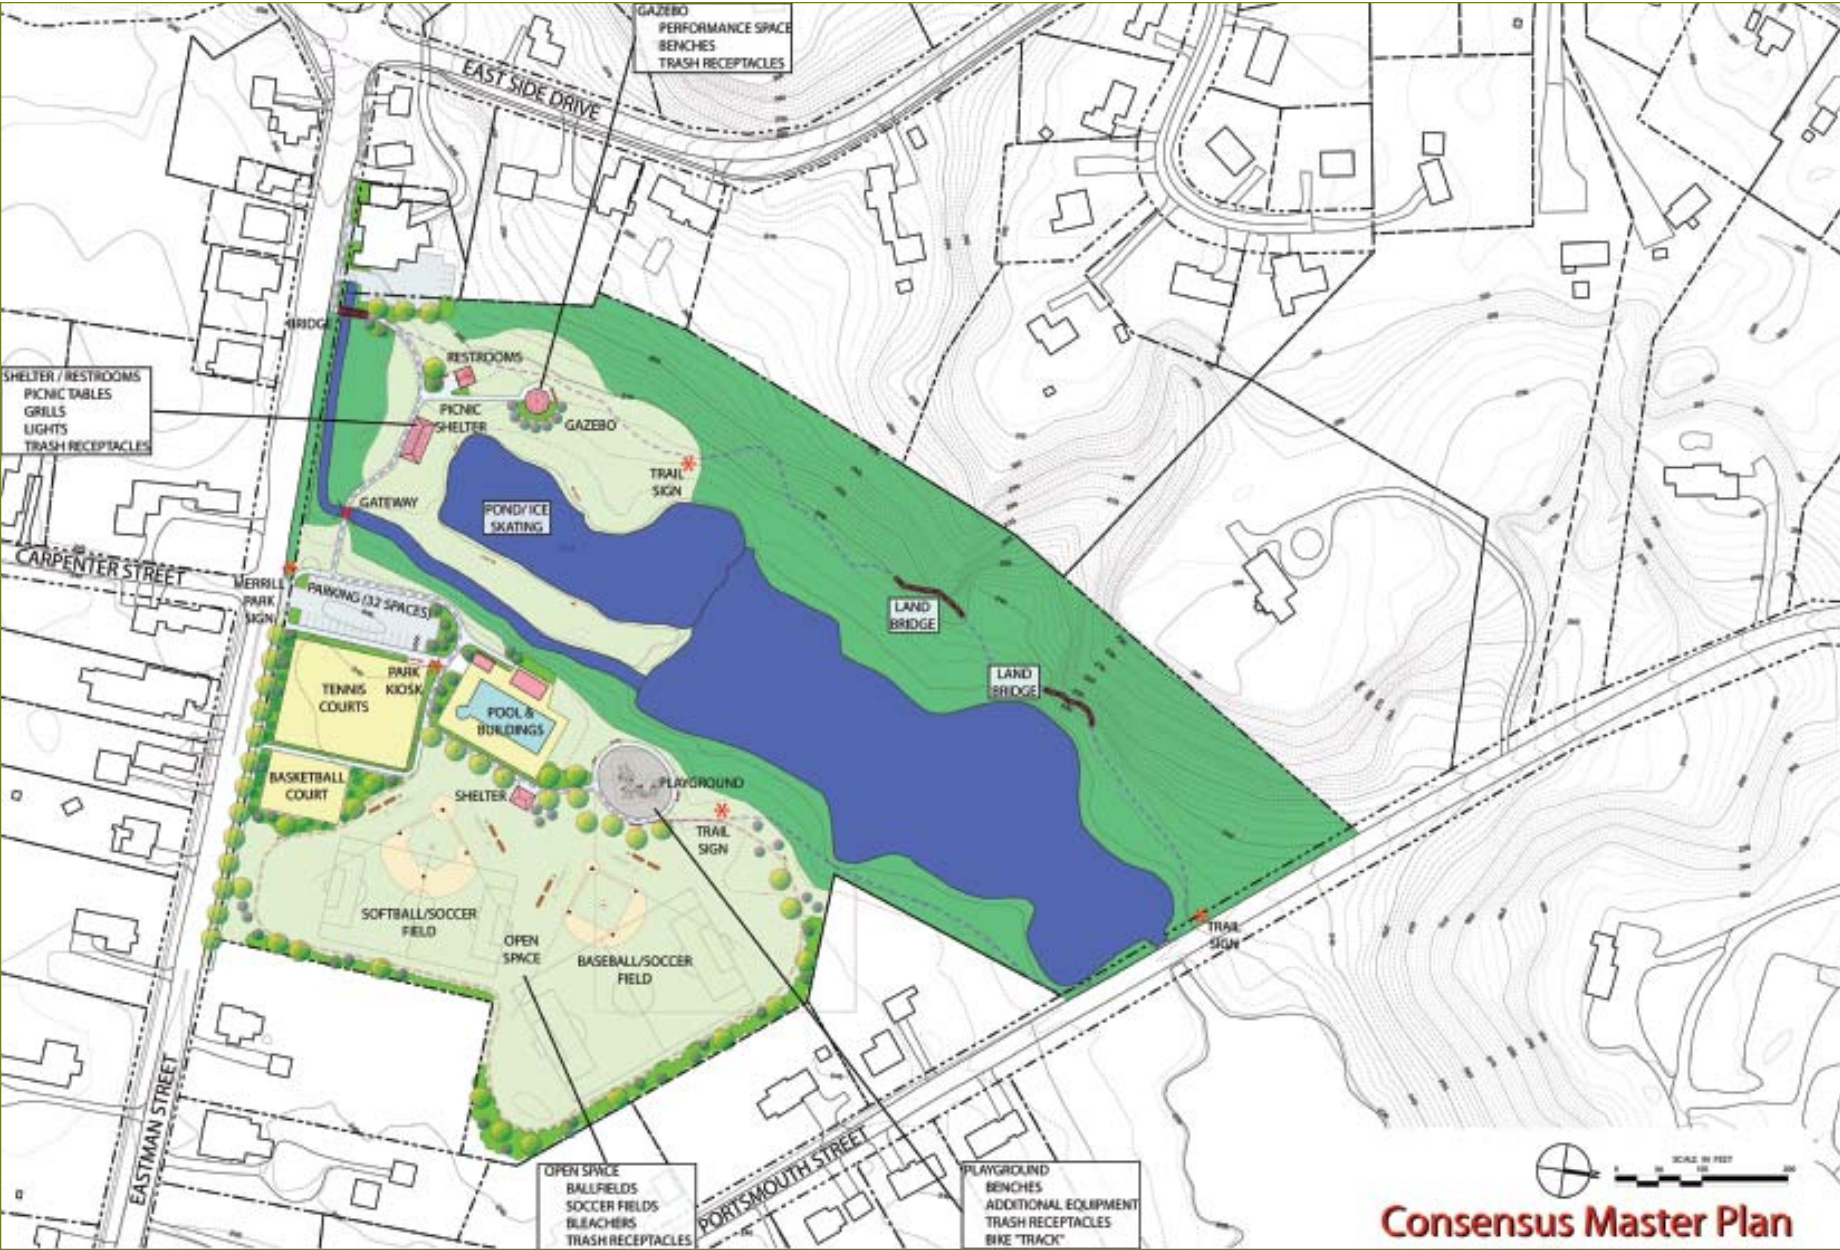 GAZEBO
PERFORMANCE SPACE
BENCHES
TRASH RECEPTACLES
EAST SIDE DRIVE
BRIDGE
SHELTER / RESTROOMS
PICNIC TABLES
GRILLS
LIGHTS
TRASH RECEPTACLES
RESTROOMS
PICNIC
SHELTER
GAZEBO
TRAIL
SIGN
GATEWAY
POND/ ICE
SKATING
CARPENTER STREET
MERRILL
PARK
SIGN
PARKING (32 SPACES)
LAND
BRIDGE
LAND
BRIDGE
TENNIS
COURTS
PARK
KIOSK
POOL &
BUILDINGS
BASKETBALL
COURT
SHELTER
PLAYGROUND
TRAIL
SIGN
SOFTBALL/SOCCER
FIELD
OPEN
SPACE
BASEBALL/SOCCER
FIELD
TRAIL
SIGN
EASTMAN STREET
PORTSMOUTH STREET
OPEN SPACE
BALLFIELDS
SOCCER FIELDS
BLEACHERS
TRASH RECEPTACLES
PLAYGROUND
BENCHES
ADDITIONAL EQUIPMENT
TRASH RECEPTACLES
BIKE "TRACK"
SCALE IN FEET
Consensus Master Plan